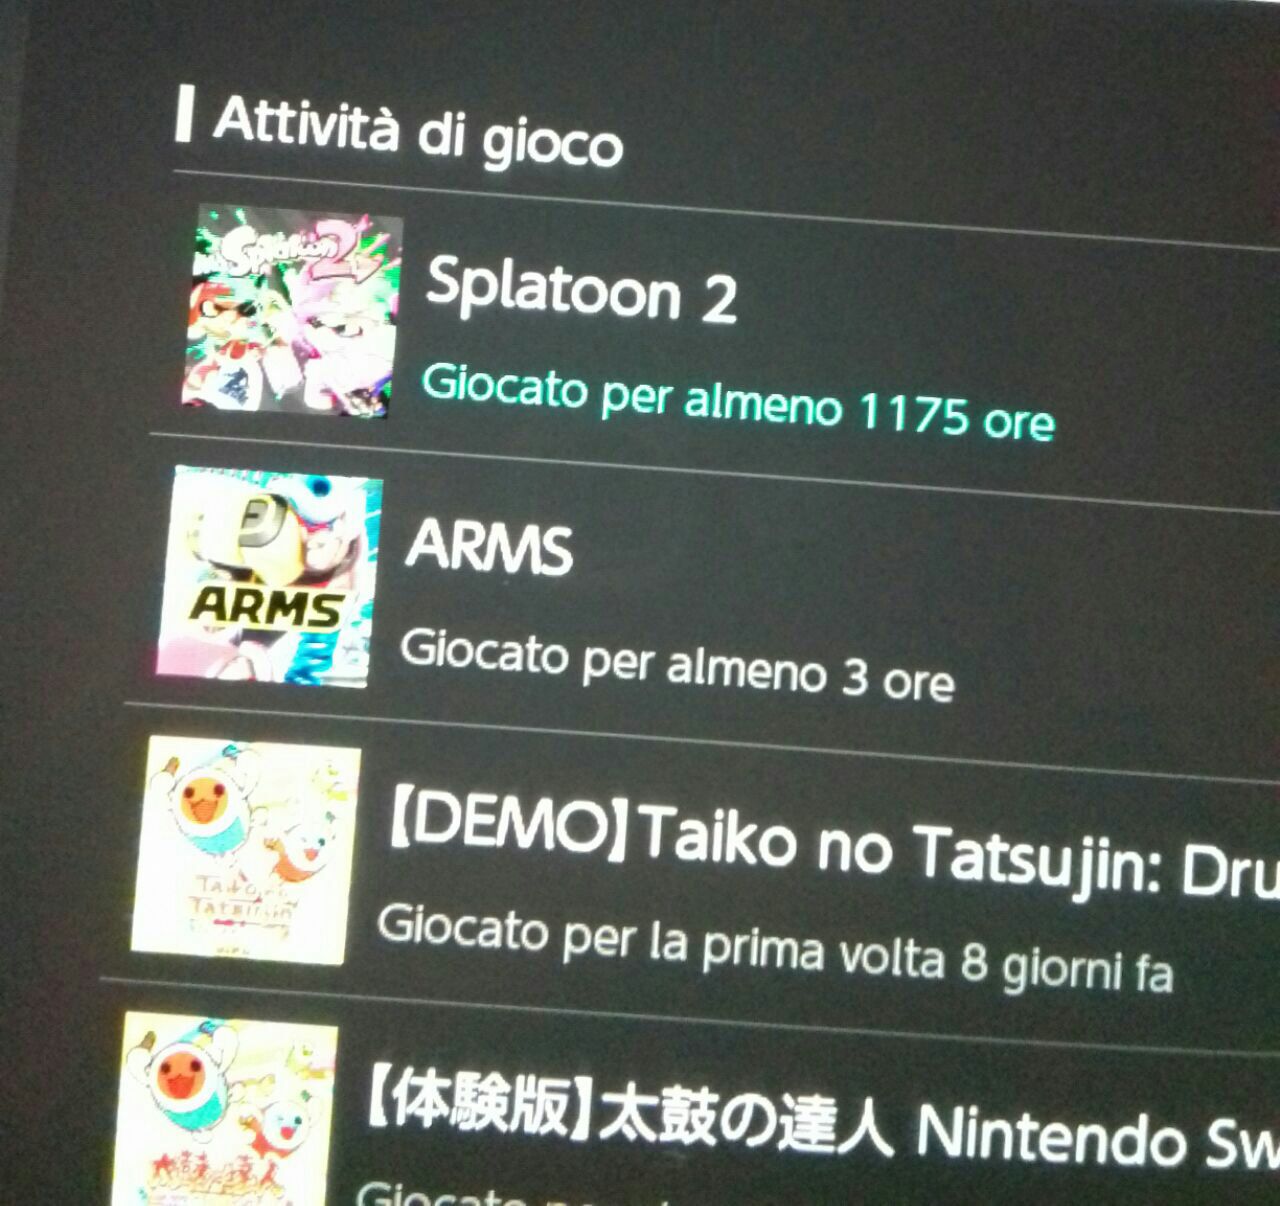 Attività di gioco
Splatoon 2
Splatoon 2
Giocato per almeno 1175 ore
ARMS
ARMS
Giocato per almeno 3 ore
【DEMO】Taiko no Tatsujin: Dru
Taiko no
Tatsujin
Giocato per la prima volta 8 giorni fa
【体験版】太鼓の達人 Nintendo Sw
太鼓の達人
Giocato